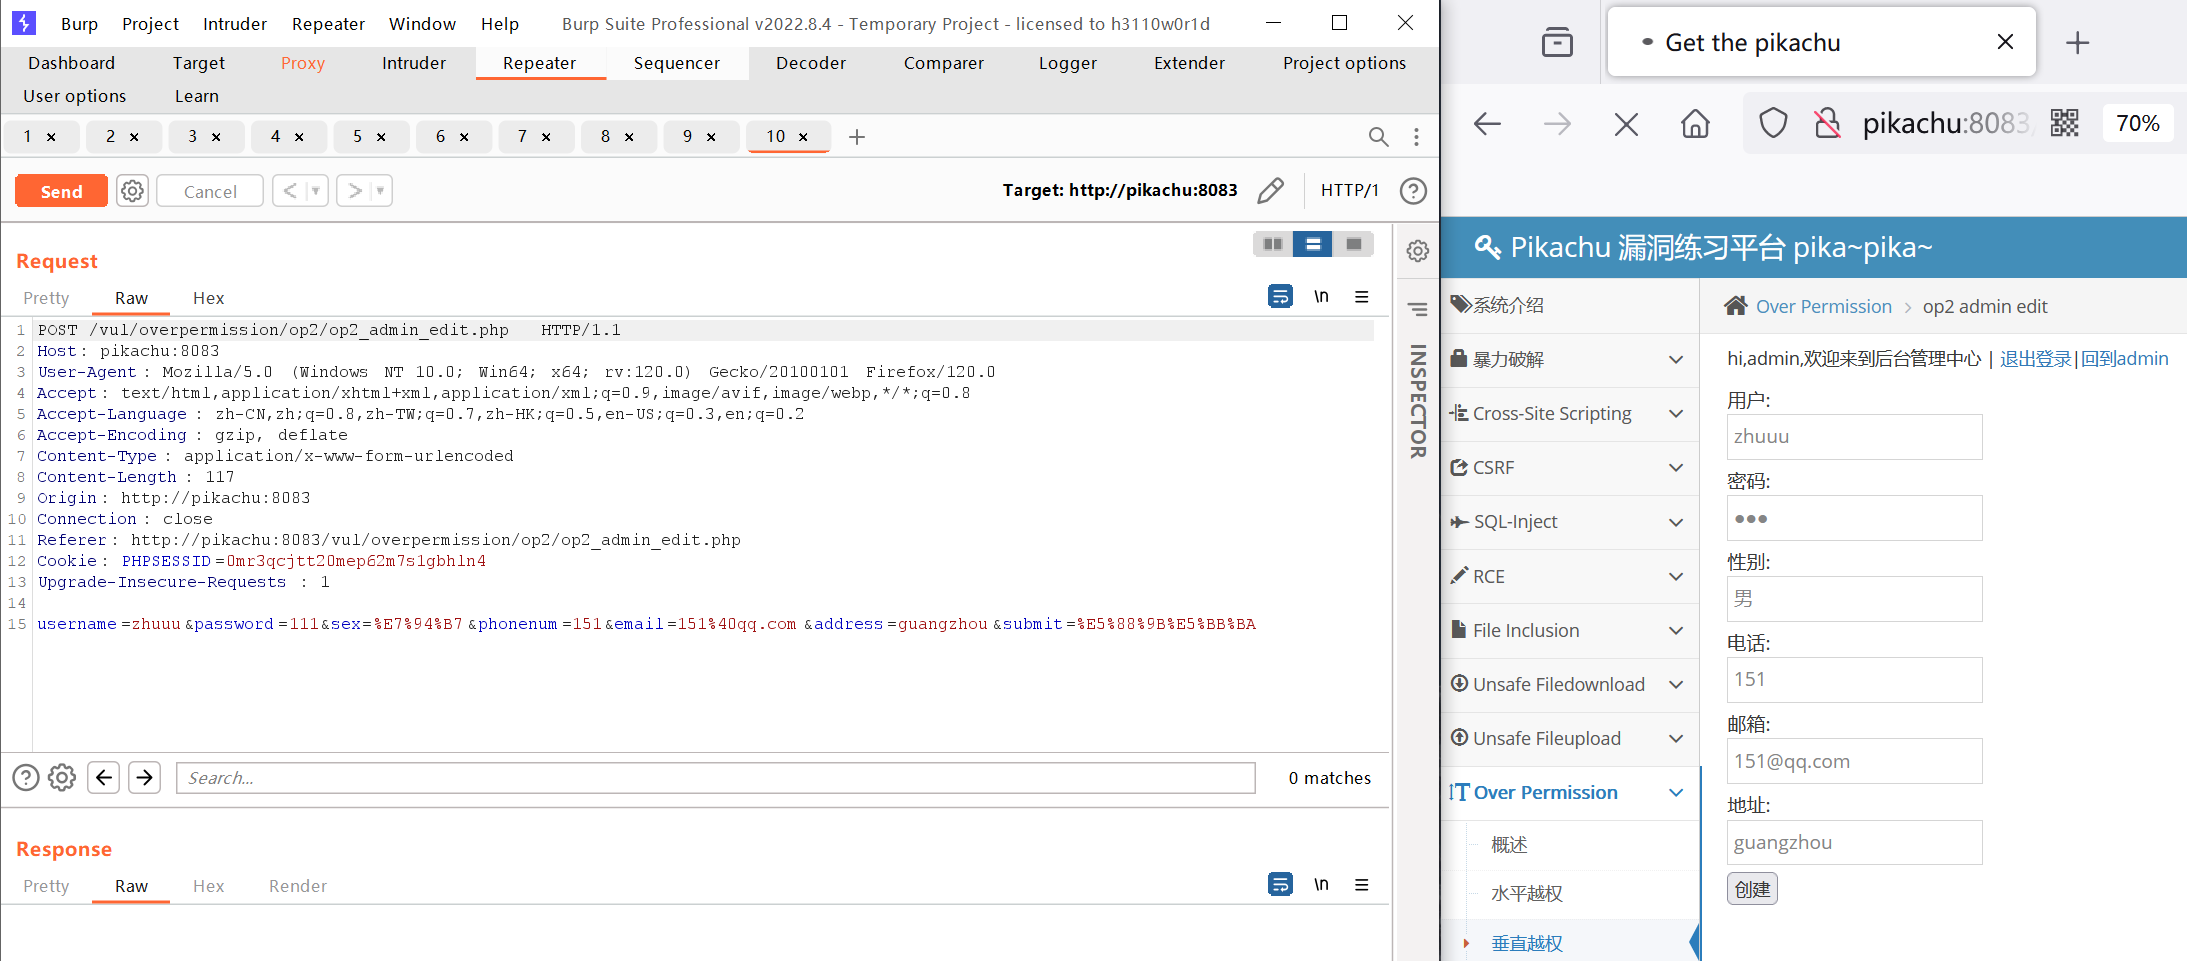 Burp Project Intruder Repeater Window Help Burp Suite Professional v2022.8.4 - Temporary Project - licensed to h3110w0r1d
Dashboard Target Proxy Intruder Repeater Sequencer Decoder Comparer Logger Extender Project options
User options Learn
1 × 2 × 3 × 4 × 5 × 6 × 7 × 8 × 9 × 10 × +
Send Cancel < > Target: http://pikachu:8083 HTTP/1
Request
Pretty Raw Hex \n
1 POST /vul/overpermission/op2/op2_admin_edit.php HTTP/1.1
2 Host: pikachu:8083
3 User-Agent: Mozilla/5.0 (Windows NT 10.0; Win64; x64; rv:120.0) Gecko/20100101 Firefox/120.0
4 Accept: text/html,application/xhtml+xml,application/xml;q=0.9,image/avif,image/webp,*/*;q=0.8
5 Accept-Language: zh-CN,zh;q=0.8,zh-TW;q=0.7,zh-HK;q=0.5,en-US;q=0.3,en;q=0.2
6 Accept-Encoding: gzip, deflate
7 Content-Type: application/x-www-form-urlencoded
8 Content-Length: 117
9 Origin: http://pikachu:8083
10 Connection: close
11 Referer: http://pikachu:8083/vul/overpermission/op2/op2_admin_edit.php
12 Cookie: PHPSESSID=0mr3qcjtt20mep62m7s1gbhln4
13 Upgrade-Insecure-Requests: 1
14
15 username=zhuuu&password=111&sex=%E7%94%B7&phonenum=151&email=151%40qq.com&address=guangzhou&submit=%E5%88%9B%E5%BB%BA
Search... 0 matches
Response
Pretty Raw Hex Render \n
INSPECTOR
Get the pikachu
pikachu:8083/ 70%
Pikachu 漏洞练习平台 pika~pika~
系统介绍
暴力破解
Cross-Site Scripting
CSRF
SQL-Inject
RCE
File Inclusion
Unsafe Filedownload
Unsafe Fileupload
Over Permission
概述
水平越权
垂直越权
Over Permission > op2 admin edit
hi,admin,欢迎来到后台管理中心 | 退出登录|回到admin
用户:
zhuuu
密码:
●●●
性别:
男
电话:
151
邮箱:
151@qq.com
地址:
guangzhou
创建